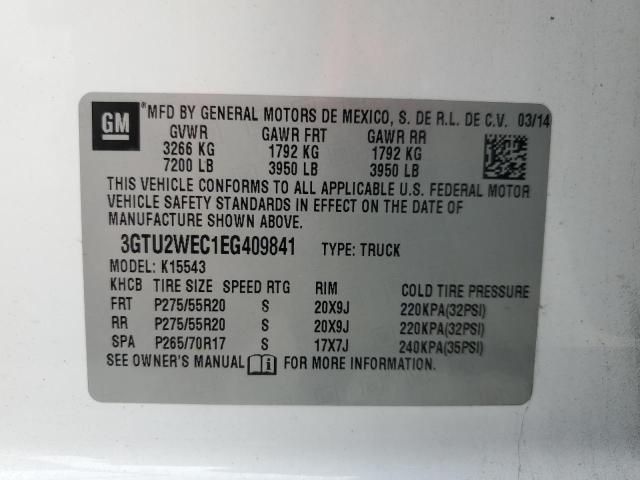 GM
®MFD BY GENERAL MOTORS DE MEXICO, S. DE R.L. DE C.V. 03/14
GVWR GAWR FRT GAWR RR
3266 KG 1792 KG 1792 KG
7200 LB 3950 LB 3950 LB
THIS VEHICLE CONFORMS TO ALL APPLICABLE U.S. FEDERAL MOTOR
VEHICLE SAFETY STANDARDS IN EFFECT ON THE DATE OF
MANUFACTURE SHOWN ABOVE.
3GTU2WEC1EG409841 TYPE: TRUCK
MODEL: K15543
KHCB TIRE SIZE SPEED RTG RIM COLD TIRE PRESSURE
FRT P275/55R20 S 20X9J 220KPA(32PSI)
RR P275/55R20 S 20X9J 220KPA(32PSI)
SPA P265/70R17 S 17X7J 240KPA(35PSI)
SEE OWNER'S MANUAL i FOR MORE INFORMATION.